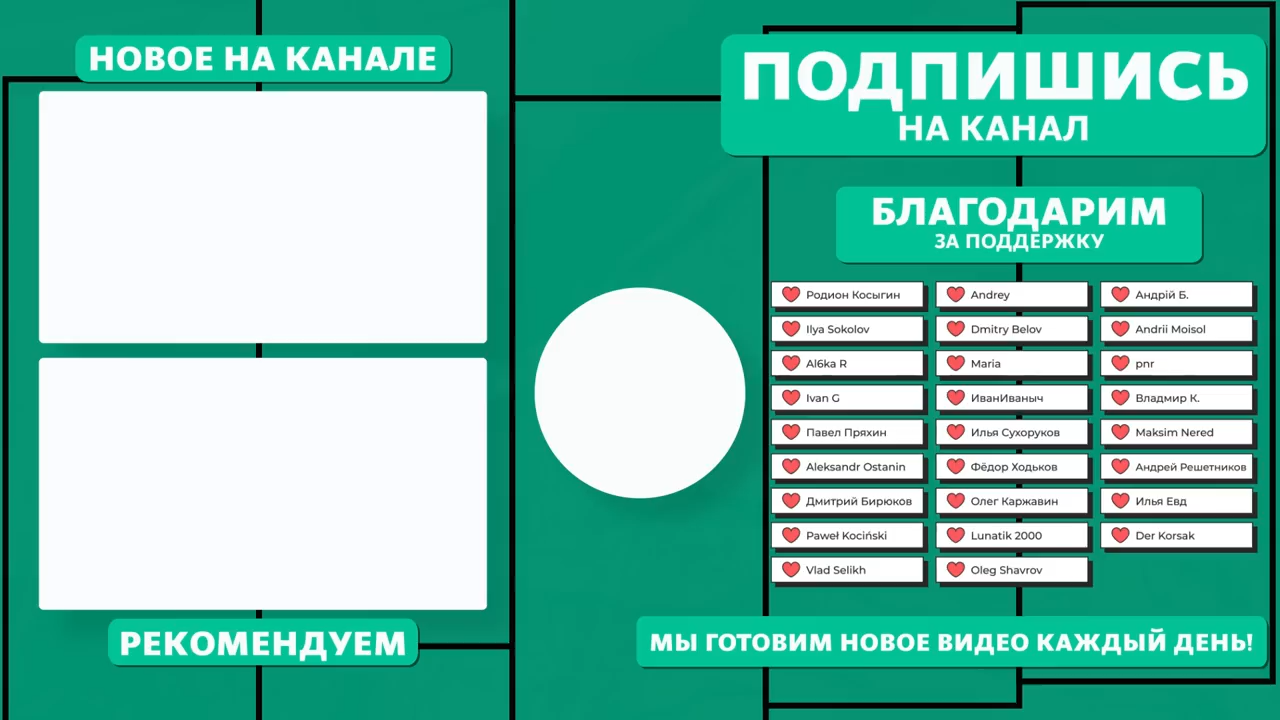 НОВОЕ НА КАНАЛЕ
РЕКОМЕНДУЕМ
ПОДПИШИСЬ
НА КАНАЛ
БЛАГОДАРИМ
ЗА ПОДДЕРЖКУ
Родион Косыгин
Andrey
Андрій Б.
Ilya Sokolov
Dmitry Belov
Andrii Moisol
Al6ka R
Maria
pnr
Ivan G
ИванИваныч
Владмир К.
Павел Пряхин
Илья Сухоруков
Maksim Nered
Aleksandr Ostanin
Фёдор Ходьков
Андрей Решетников
Дмитрий Бирюков
Олег Каржавин
Илья Евд
Paweł Kociński
Lunatik 2000
Der Korsak
Vlad Selikh
Oleg Shavrov
МЫ ГОТОВИМ НОВОЕ ВИДЕО КАЖДЫЙ ДЕНЬ!